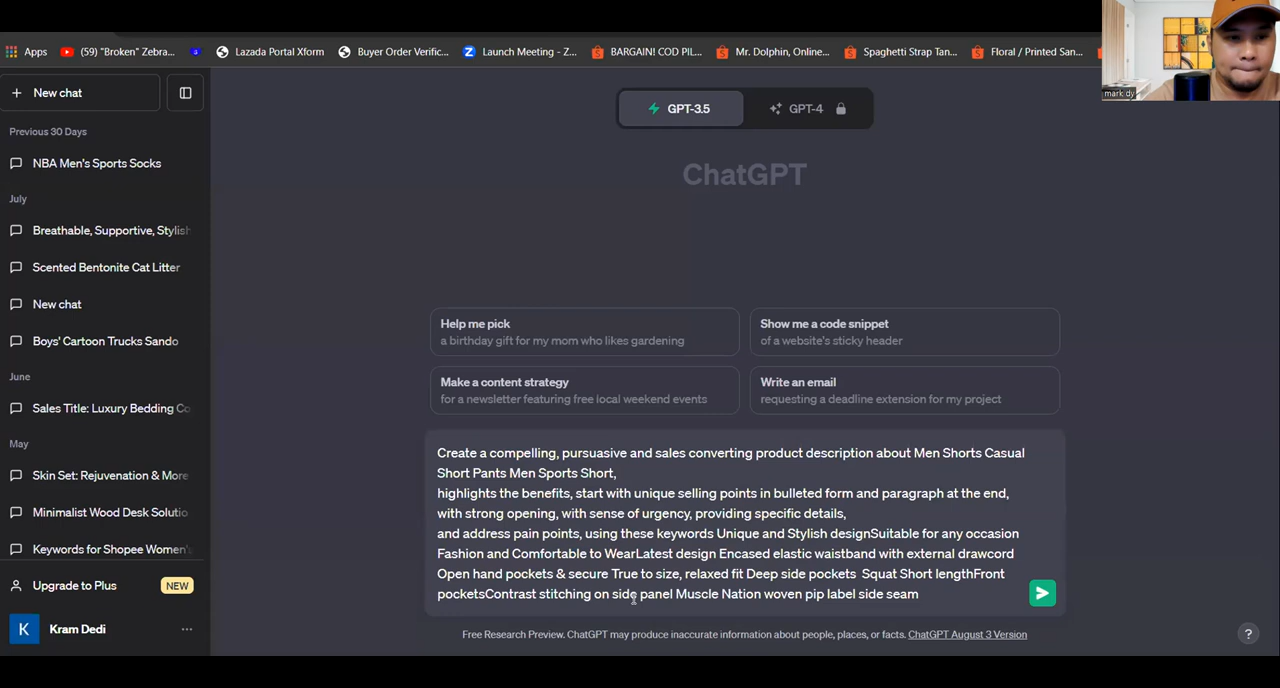 Apps
(59) "Broken" Zebra...
Lazada Portal Xform
Buyer Order Verific...
Launch Meeting - Z...
BARGAIN! COD PIL...
Mr. Dolphin, Online...
Spaghetti Strap Tan...
Floral / Printed San...
mark dy
New chat
GPT-3.5
GPT-4
Previous 30 Days
NBA Men's Sports Socks
ChatGPT
July
Breathable, Supportive, Stylish
Scented Bentonite Cat Litter
New chat
Boys' Cartoon Trucks Sando
June
Sales Title: Luxury Bedding Co
May
Skin Set: Rejuvenation & More
Minimalist Wood Desk Solutio
Keywords for Shopee Women'
Upgrade to Plus
NEW
K
Kram Dedi
Help me pick
a birthday gift for my mom who likes gardening
Show me a code snippet
of a website's sticky header
Make a content strategy
for a newsletter featuring free local weekend events
Write an email
requesting a deadline extension for my project
Create a compelling, pursuasive and sales converting product description about Men Shorts Casual
Short Pants Men Sports Short,
highlights the benefits, start with unique selling points in bulleted form and paragraph at the end,
with strong opening, with sense of urgency, providing specific details,
and address pain points, using these keywords Unique and Stylish designSuitable for any occasion
Fashion and Comfortable to WearLatest design Encased elastic waistband with external drawcord
Open hand pockets & secure True to size, relaxed fit Deep side pockets  Squat Short lengthFront
pocketsContrast stitching on side panel Muscle Nation woven pip label side seam
Free Research Preview. ChatGPT may produce inaccurate information about people, places, or facts. ChatGPT August 3 Version
?